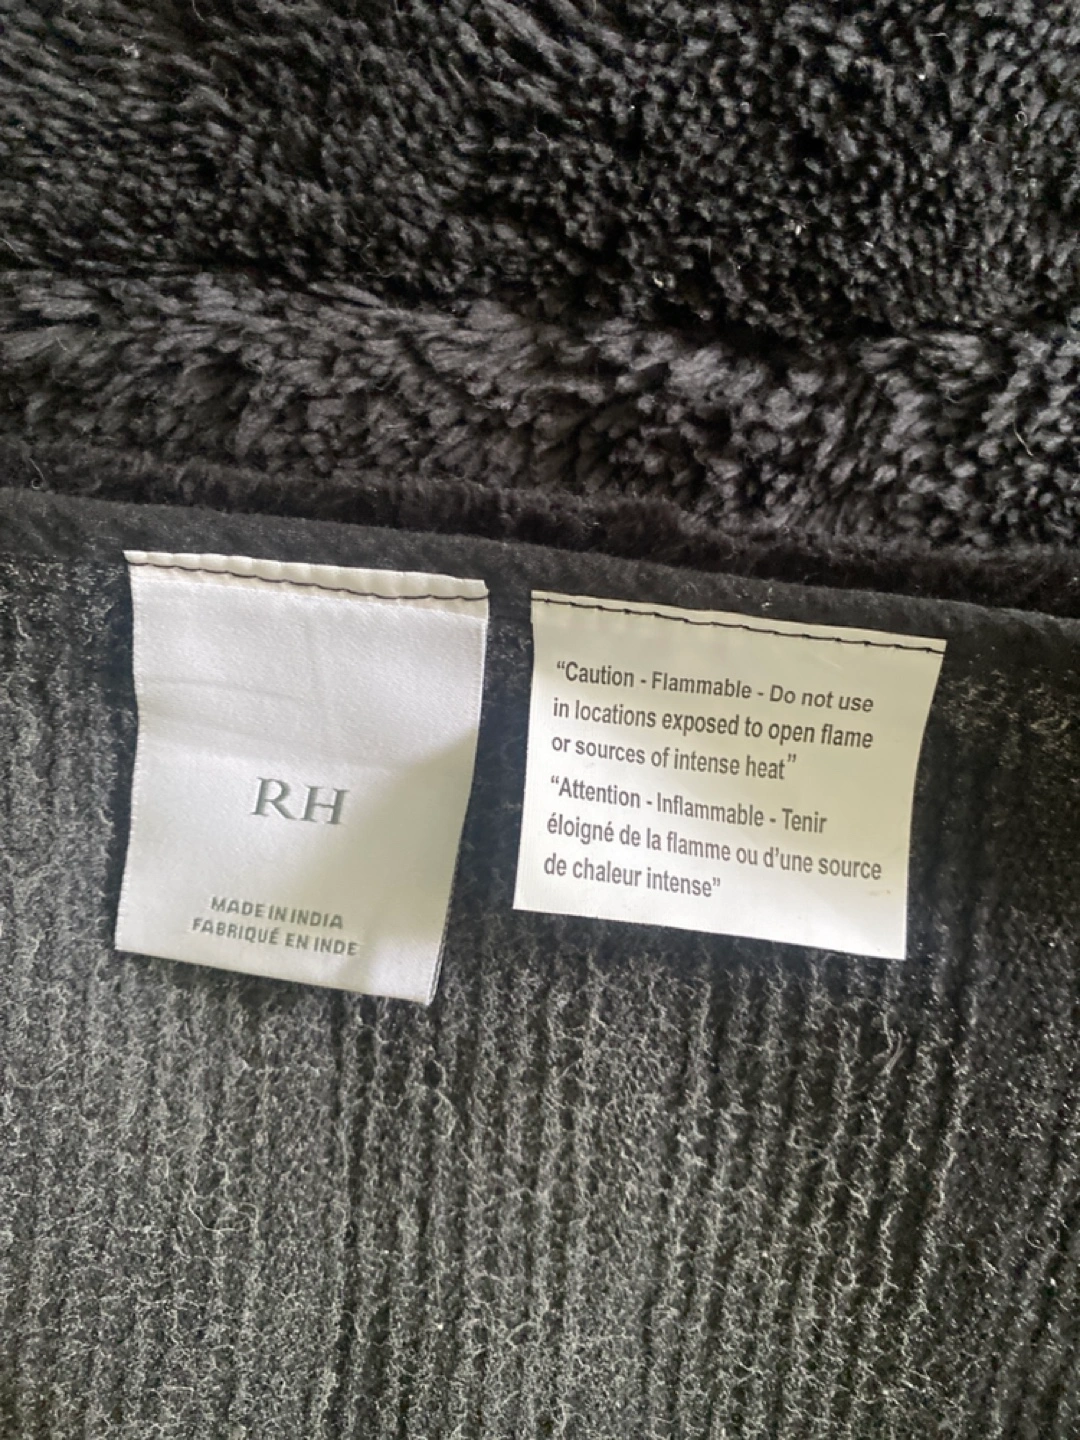 RH
MADE IN INDIA
FABRIQUÉ EN INDE
“Caution - Flammable - Do not use
in locations exposed to open flame
or sources of intense heat”
“Attention - Inflammable - Tenir
éloigné de la flamme ou d’une source
de chaleur intense”